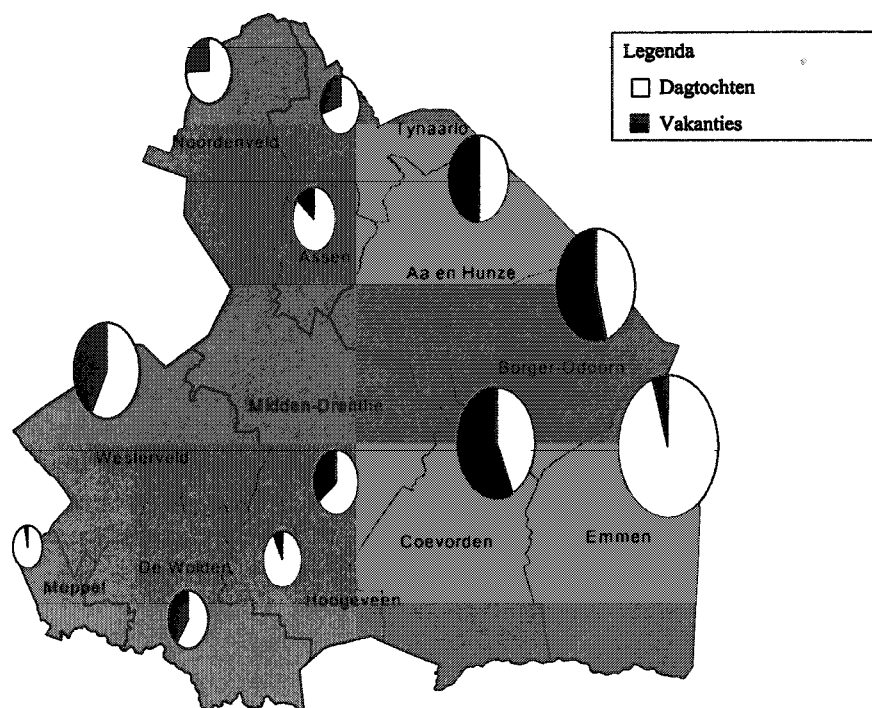 Legenda
Dagtochten
Vakanties
Tynaarlo
Noordenveld
Assen
Aa en Hunze
Borger-Odoorn
Midden-Drenthe
Westerveld
Coevorden
Emmen
De Wolden
Meppel
Hoogeveen